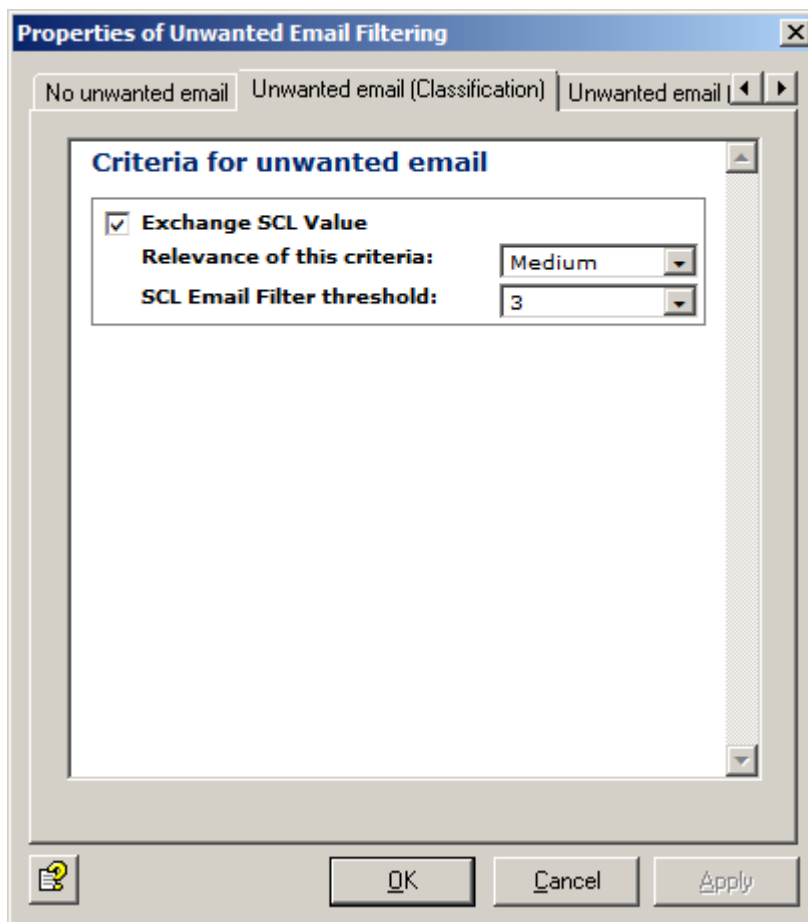 Properties of Unwanted Email Filtering
No unwanted email Unwanted email (Classification) Unwanted email
Criteria for unwanted email
Exchange SCL Value
Relevance of this criteria: Medium
SCL Email Filter threshold: 3
OK Cancel Apply